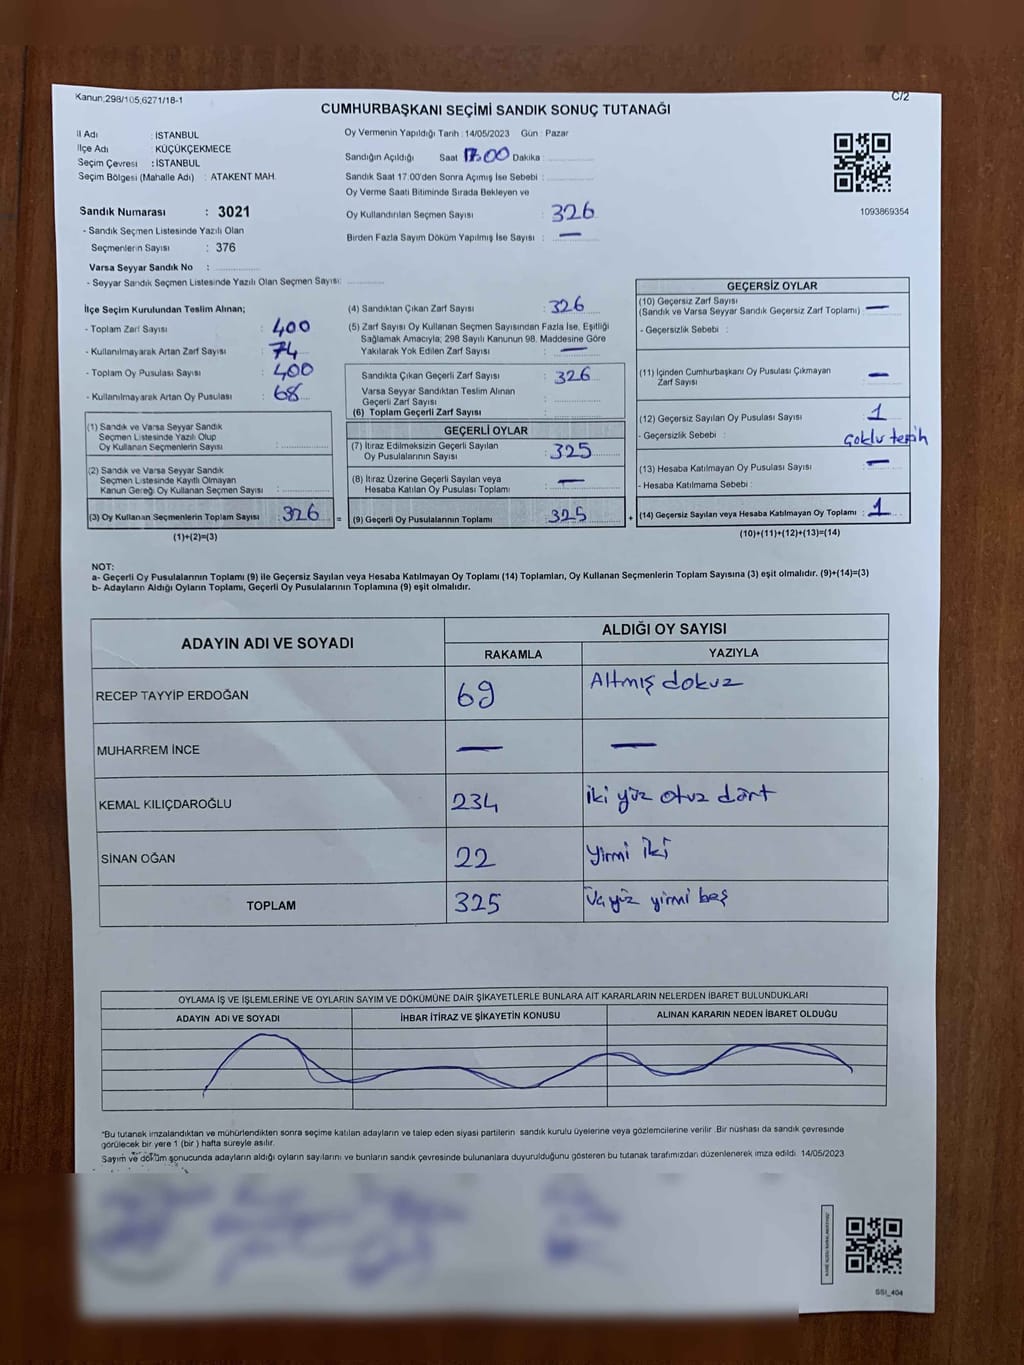 Kanun;298/105;6271/18-1
C/2
CUMHURBAŞKANI SEÇİMİ SANDIK SONUÇ TUTANAĞI
İl Adı : İSTANBUL
İlçe Adı : KÜÇÜKÇEKMECE
Seçim Çevresi : İSTANBUL
Seçim Bölgesi (Mahalle Adı) : ATAKENT MAH.
Sandık Numarası : 3021
- Sandık Seçmen Listesinde Yazılı Olan
Seçmenlerin Sayısı : 376
Varsa Seyyar Sandık No :
- Seyyar Sandık Seçmen Listesinde Yazılı Olan Seçmen Sayısı:
Oy Vermenin Yapıldığı Tarih : 14/05/2023 Gün : Pazar
Sandığın Açıldığı Saat 17:00 Dakika :
Sandık Saat 17:00'den Sonra Açımış İse Sebebi :
Oy Verme Saati Bitiminde Sırada Bekleyen ve
Oy Kullandırılan Seçmen Sayısı : 326
Birden Fazla Sayım Döküm Yapılmış İse Sayısı : —
1093869354
İlçe Seçim Kurulundan Teslim Alınan;
- Toplam Zarf Sayısı : 400
- Kullanılmayarak Artan Zarf Sayısı : 74
- Toplam Oy Pusulası Sayısı : 400
- Kullanılmayarak Artan Oy Pusulası : 68
(1) Sandık ve Varsa Seyyar Sandık
Seçmen Listesinde Yazılı Olup
Oy Kullanan Seçmenlerin Sayısı :
(2) Sandık ve Varsa Seyyar Sandık
Seçmen Listesinde Kayıtlı Olmayan
Kanun Gereği Oy Kullanan Seçmen Sayısı :
(3) Oy Kullanan Seçmenlerin Toplam Sayısı : 326 =
(1)+(2)=(3)
(4) Sandıktan Çıkan Zarf Sayısı : 326
(5) Zarf Sayısı Oy Kullanan Seçmen Sayısından Fazla İse, Eşitliği
Sağlamak Amacıyla; 298 Sayılı Kanunun 98. Maddesine Göre
Yakılarak Yok Edilen Zarf Sayısı : —
Sandıkta Çıkan Geçerli Zarf Sayısı : 326
Varsa Seyyar Sandıktan Teslim Alınan
Geçerli Zarf Sayısı :
(6) Toplam Geçerli Zarf Sayısı :
GEÇERLİ OYLAR
(7) İtiraz Edilmeksizin Geçerli Sayılan
Oy Pusulalarının Sayısı : 325
(8) İtiraz Üzerine Geçerli Sayılan veya
Hesaba Katılan Oy Pusulası Toplamı : —
(9) Geçerli Oy Pusulalarının Toplamı : 325 +
GEÇERSİZ OYLAR
(10) Geçersiz Zarf Sayısı
(Sandık ve Varsa Seyyar Sandık Geçersiz Zarf Toplamı) : —
- Geçersizlik Sebebi :
(11) İçinden Cumhurbaşkanı Oy Pusulası Çıkmayan
Zarf Sayısı : —
(12) Geçersiz Sayılan Oy Pusulası Sayısı : 1
- Geçersizlik Sebebi : Çoklu tercih
(13) Hesaba Katılmayan Oy Pusulası Sayısı : —
- Hesaba Katılmama Sebebi :
(14) Geçersiz Sayılan veya Hesaba Katılmayan Oy Toplamı : 1
(10)+(11)+(12)+(13)=(14)
NOT:
a- Geçerli Oy Pusulalarının Toplamı (9) ile Geçersiz Sayılan veya Hesaba Katılmayan Oy Toplamı (14) Toplamları, Oy Kullanan Seçmenlerin Toplam Sayısına (3) eşit olmalıdır. (9)+(14)=(3)
b- Adayların Aldığı Oyların Toplamı, Geçerli Oy Pusulalarının Toplamına (9) eşit olmalıdır.
ADAYIN ADI VE SOYADI
ALDIĞI OY SAYISI
RAKAMLA YAZIYLA
RECEP TAYYİP ERDOĞAN 69 Altmış dokuz
MUHARREM İNCE — —
KEMAL KILIÇDAROĞLU 234 iki yüz otuz dört
SİNAN OĞAN 22 Yirmi iki
TOPLAM 325 Üçyüz yirmi beş
OYLAMA İŞ VE İŞLEMLERİNE VE OYLARIN SAYIM VE DÖKÜMÜNE DAİR ŞİKAYETLERLE BUNLARA AİT KARARLARIN NELERDEN İBARET BULUNDUKLARI
ADAYIN ADI VE SOYADI İHBAR İTİRAZ VE ŞİKAYETİN KONUSU ALINAN KARARIN NEDEN İBARET OLDUĞU
*Bu tutanak imzalandıktan ve mühürlendikten sonra seçime katılan adayların ve talep eden siyasi partilerin sandık kurulu üyelerine veya gözlemcilerine verilir. Bir nüshası da sandık çevresinde
görülecek bir yere 1 (bir ) hafta süreyle asılır.
Sayım ve döküm sonucunda adayların aldığı oyların sayılarını ve bunların sandık çevresinde bulunanlara duyurulduğunu gösteren bu tutanak tarafımızdan düzenlenerek imza edildi. 14/05/2023
SSI_404